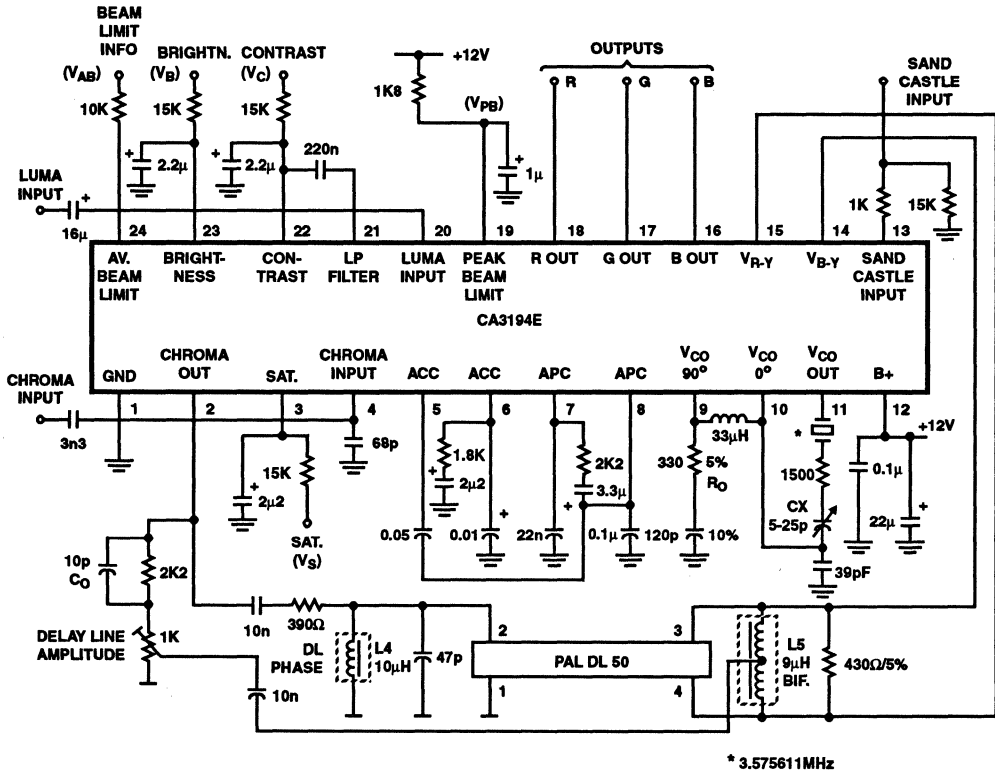 BEAM
LIMIT
INFO
BRIGHTN.
CONTRAST
(VAB)
(VB)
(VC)
+12V
OUTPUTS
R
G
B
SAND
CASTLE
INPUT
10K
15K
15K
1K8
(VPB)
+
2.2μ
+
2.2μ
220n
+
1μ
1K
15K
LUMA
INPUT
+
16μ
24
23
22
21
20
19
18
17
16
15
14
13
AV.
BEAM
LIMIT
BRIGHT-
NESS
CON-
TRAST
LP
FILTER
LUMA
INPUT
PEAK
BEAM
LIMIT
R OUT
G OUT
B OUT
VR-Y
VB-Y
SAND
CASTLE
INPUT
CA3194E
GND
CHROMA
OUT
SAT.
CHROMA
INPUT
ACC
ACC
APC
APC
VCO
90°
VCO
0°
VCO
OUT
B+
CHROMA
INPUT
1
2
3
4
5
6
7
8
9
10
11
12
3n3
68p
33μH
*
+12V
15K
+
2μ2
SAT.
(VS)
1.8K
+
2μ2
2K2
3.3μ
330
5%
RO
1500
CX
5-25p
0.1μ
22μ
+
0.05
0.01
+
22n
+
0.1μ
120p
10%
39pF
10p
CO
2K2
DELAY LINE
AMPLITUDE
1K
10n
390Ω
DL
PHASE
L4
10μH
47p
2
3
PAL DL 50
1
4
L5
9μH
BIF.
430Ω/5%
10n
* 3.575611MHz